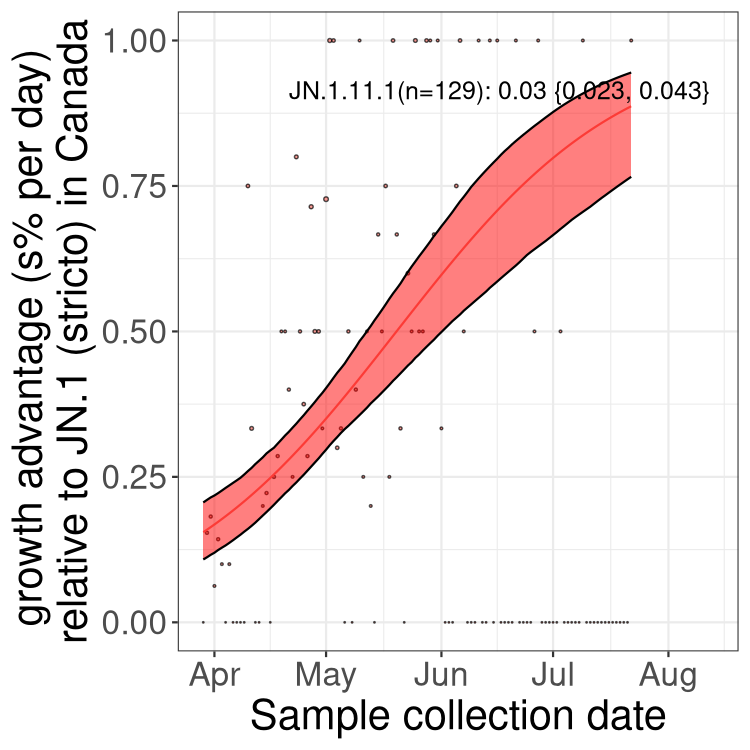 growth advantage (s% per day)
relative to JN.1 (stricto) in Canada
1.00
0.75
0.50
0.25
0.00
JN.1.11.1(n=129): 0.03 {0.023, 0.043}
Apr May Jun Jul Aug
Sample collection date